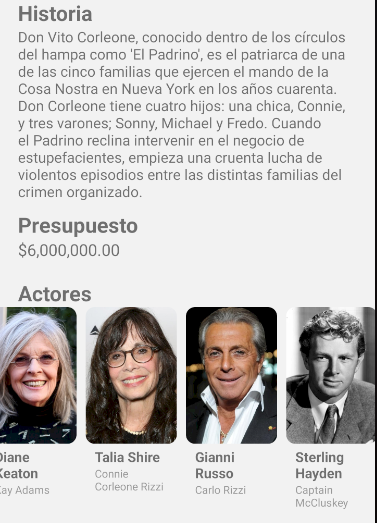 Historia
Don Vito Corleone, conocido dentro de los círculos
del hampa como 'El Padrino', es el patriarca de una
de las cinco familias que ejercen el mando de la
Cosa Nostra en Nueva York en los años cuarenta.
Don Corleone tiene cuatro hijos: una chica, Connie,
y tres varones; Sonny, Michael y Fredo. Cuando
el Padrino reclina intervenir en el negocio de
estupefacientes, empieza una cruenta lucha de
violentos episodios entre las distintas familias del
crimen organizado.
Presupuesto
$6,000,000.00
Actores
Diane
Keaton
Kay Adams
Talia Shire
Connie
Corleone Rizzi
Gianni
Russo
Carlo Rizzi
Sterling
Hayden
Captain
McCluskey